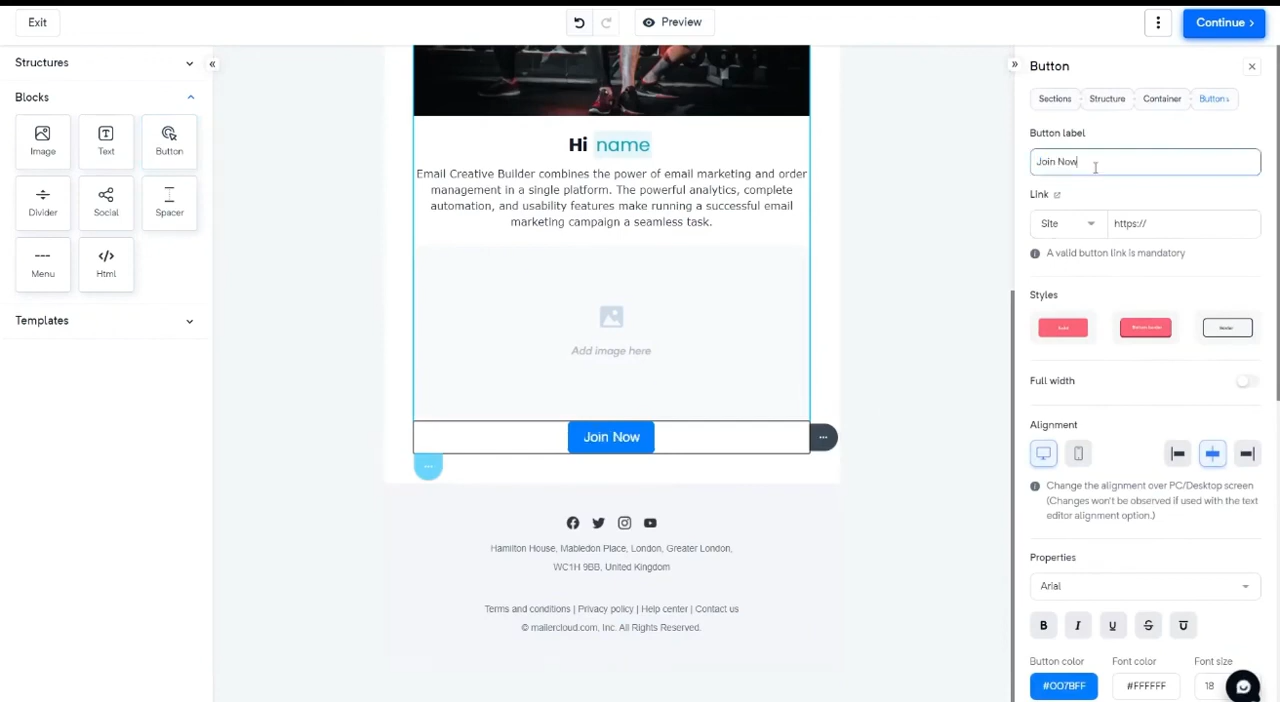 Exit
Preview
Continue
Structures
Blocks
Image
Text
Button
Divider
Social
Spacer
Menu
Html
Templates
Hi name
Email Creative Builder combines the power of email marketing and order
management in a single platform. The powerful analytics, complete
automation, and usability features make running a successful email
marketing campaign a seamless task.
Add image here
Join Now
Hamilton House, Mabledon Place, London, Greater London,
WC1H 9BB, United Kingdom
Terms and conditions | Privacy policy | Help center | Contact us
© mailercloud.com, Inc. All Rights Reserved.
Button
Sections
Structure
Container
Button
Button label
Join Now
Link
Site
https://
A valid button link is mandatory
Styles
Full width
Alignment
Change the alignment over PC/Desktop screen
(Changes won't be observed if used with the text
editor alignment option.)
Properties
Arial
B I U S U
Button color
Font color
Font size
#007BFF
#FFFFFF
18